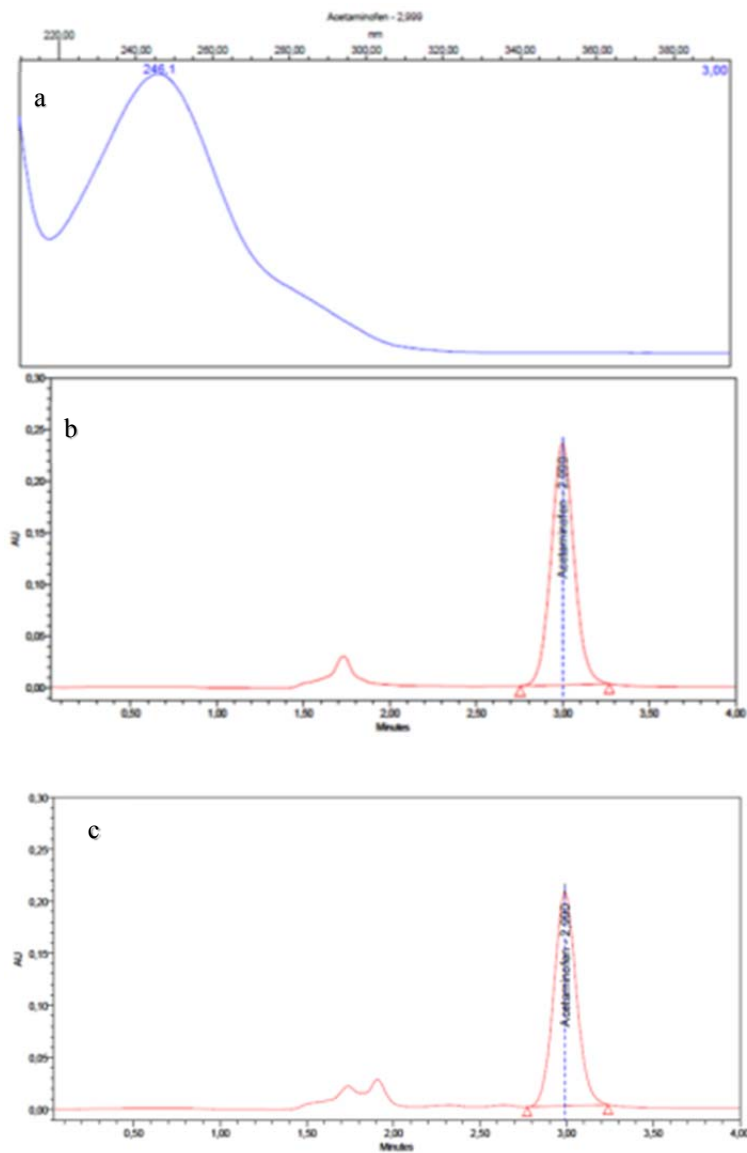 Acetaminofen - 2,999
nm
220,00 240,00 260,00 280,00 300,00 320,00 340,00 360,00 380,00
246,1 3,00
a
0,30
b
0,25
0,20
0,15
AU
0,10
0,05
0,00
Acetaminofen - 2,999
0,50 1,00 1,50 2,00 2,50 3,00 3,50 4,00
Minutes
0,30
c
0,25
0,20
0,15
AU
0,10
0,05
0,00
Acetaminofen - 2,990
0,50 1,00 1,50 2,00 2,50 3,00 3,50 4,00
Minutes